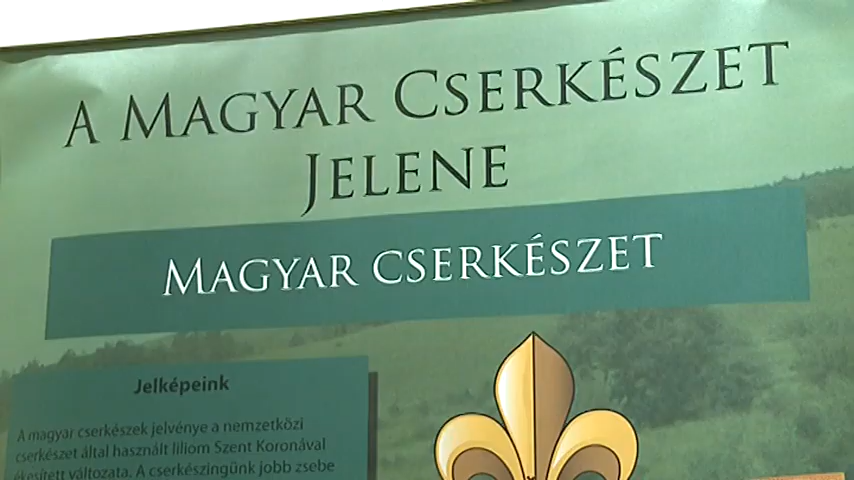 A MAGYAR CSERKÉSZET
JELENE
MAGYAR CSERKÉSZET
Jelképeink
A magyar cserkészek jelvénye a nemzetközi
cserkészet által használt liliom Szent Koronával
ékesített változata. A cserkészingünk jobb zsebe